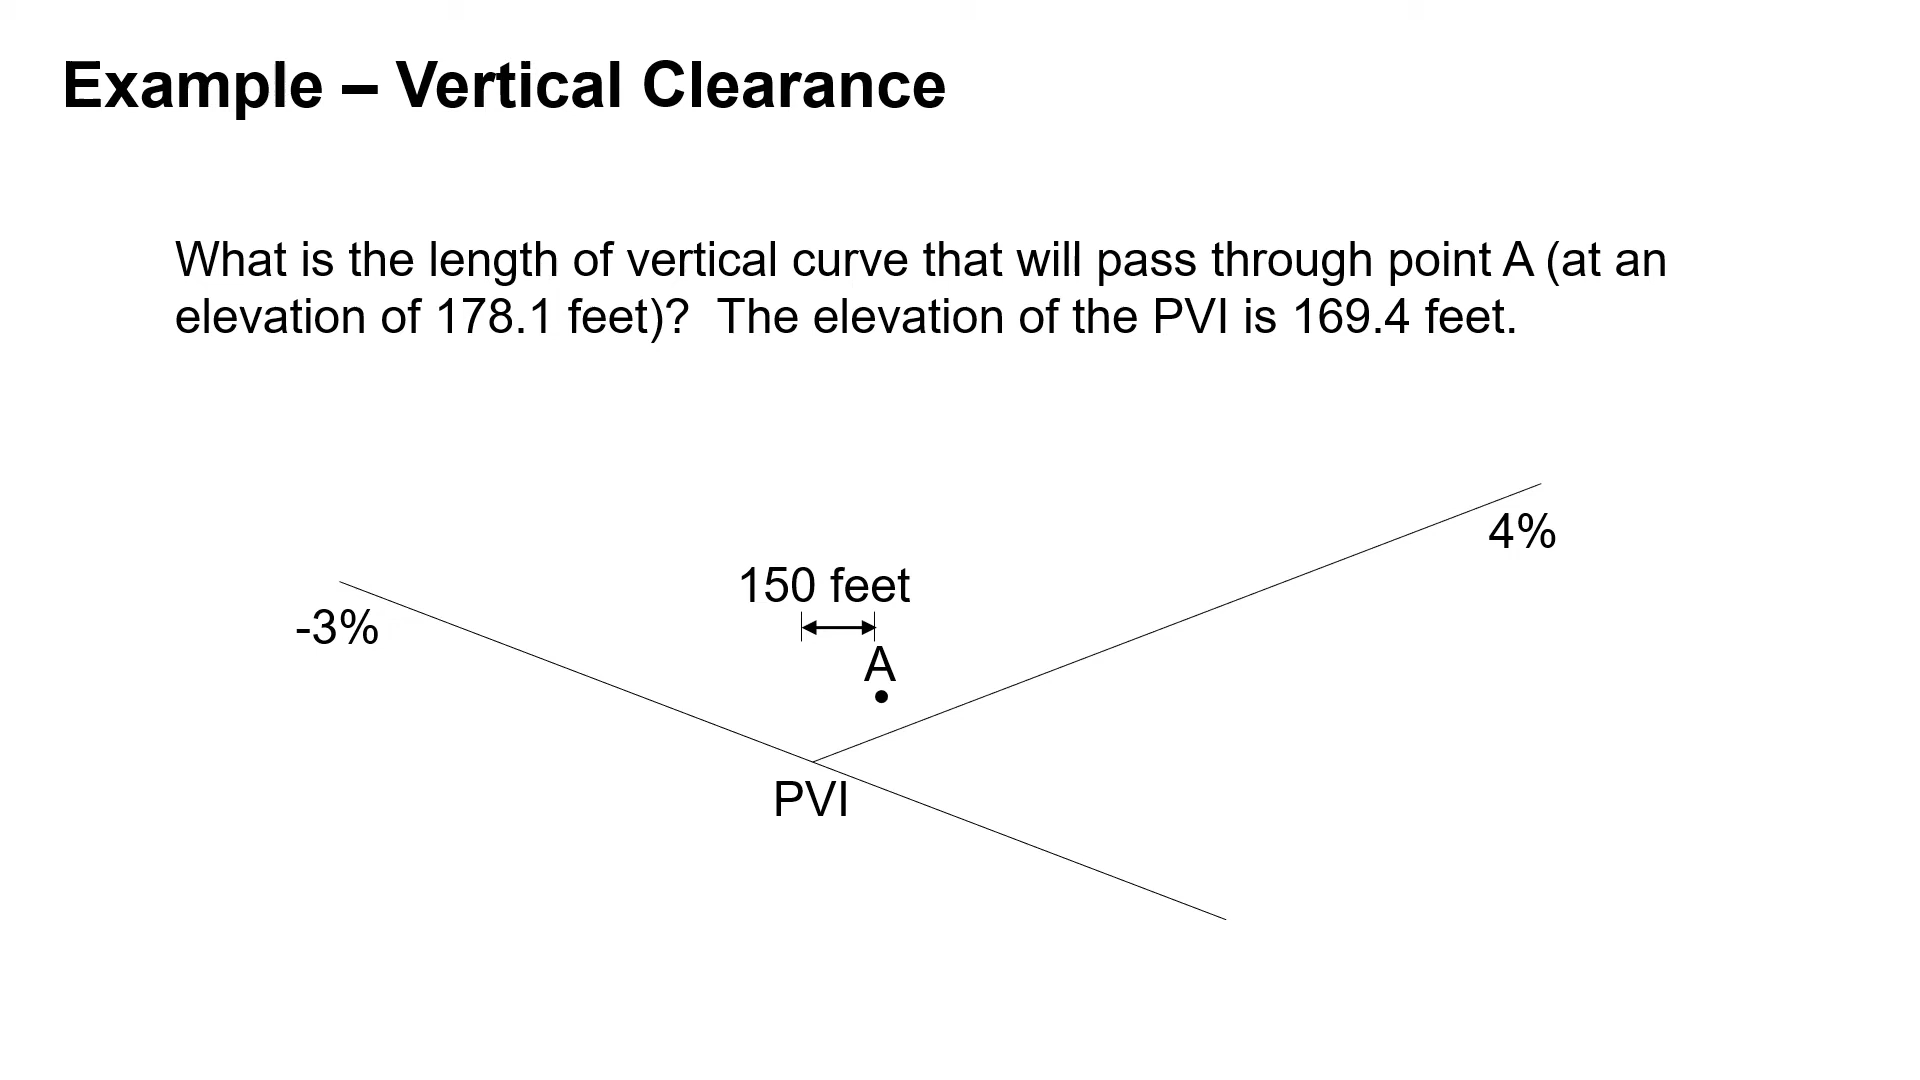 Example – Vertical Clearance
What is the length of vertical curve that will pass through point A (at an
elevation of 178.1 feet)?  The elevation of the PVI is 169.4 feet.
4%
150 feet
-3%
A
PVI